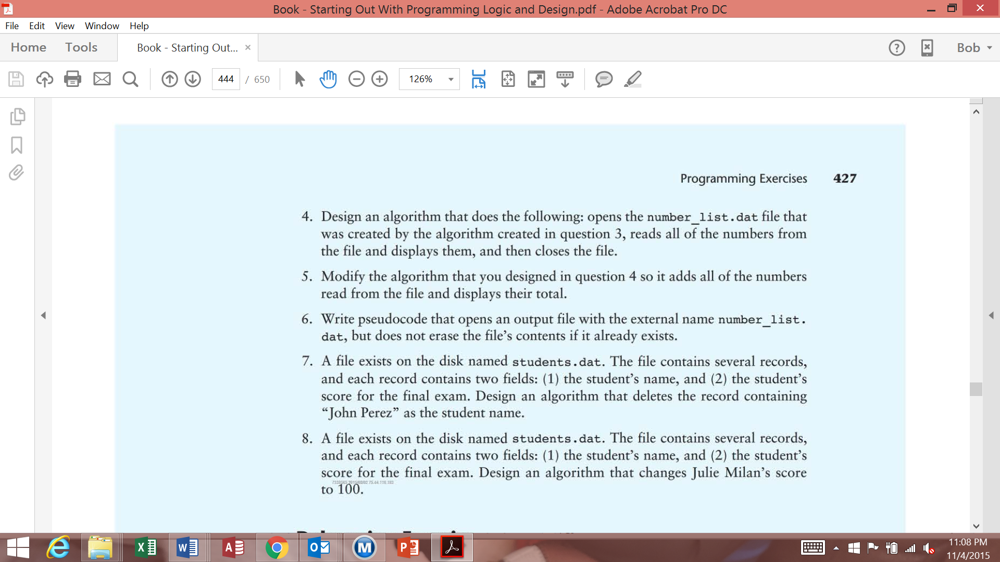 Book - Starting Out With Programming Logic and Design.pdf - Adobe Acrobat Pro DC
File Edit View Window Help
Home Tools Book - Starting Out... × Bob
444 / 650 126%
Programming Exercises 427
4. Design an algorithm that does the following: opens the number_list.dat file that
was created by the algorithm created in question 3, reads all of the numbers from
the file and displays them, and then closes the file.
5. Modify the algorithm that you designed in question 4 so it adds all of the numbers
read from the file and displays their total.
6. Write pseudocode that opens an output file with the external name number_list.
dat, but does not erase the file’s contents if it already exists.
7. A file exists on the disk named students.dat. The file contains several records,
and each record contains two fields: (1) the student’s name, and (2) the student’s
score for the final exam. Design an algorithm that deletes the record containing
“John Perez” as the student name.
8. A file exists on the disk named students.dat. The file contains several records,
and each record contains two fields: (1) the student’s name, and (2) the student’s
score for the final exam. Design an algorithm that changes Julie Milan’s score
to 100.
11:08 PM
11/4/2015